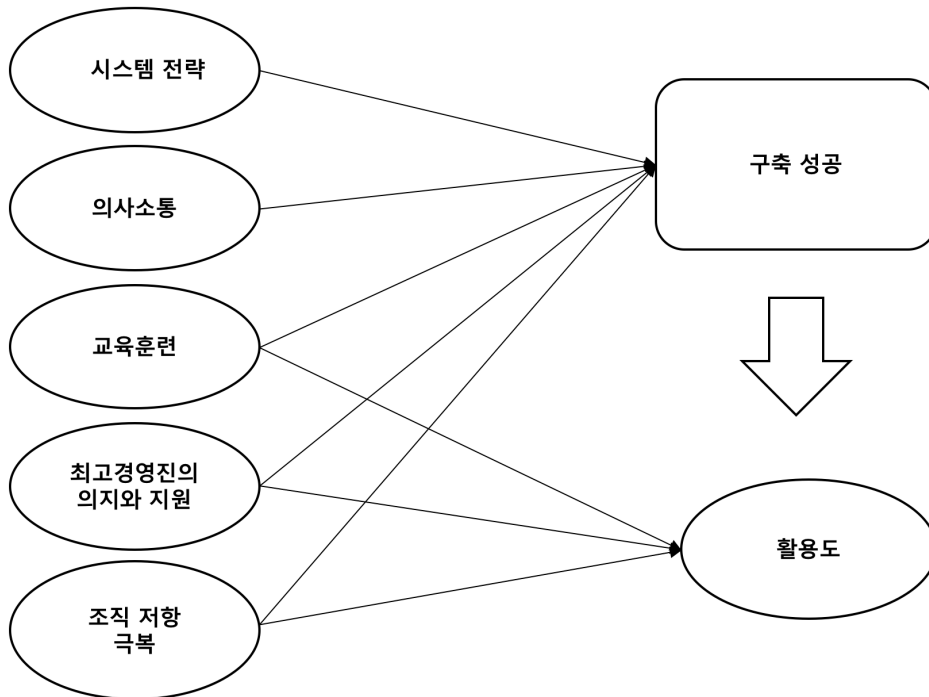 시스템 전략
의사소통
교육훈련
최고경영진의
의지와 지원
조직 저항
극복
구축 성공
활용도